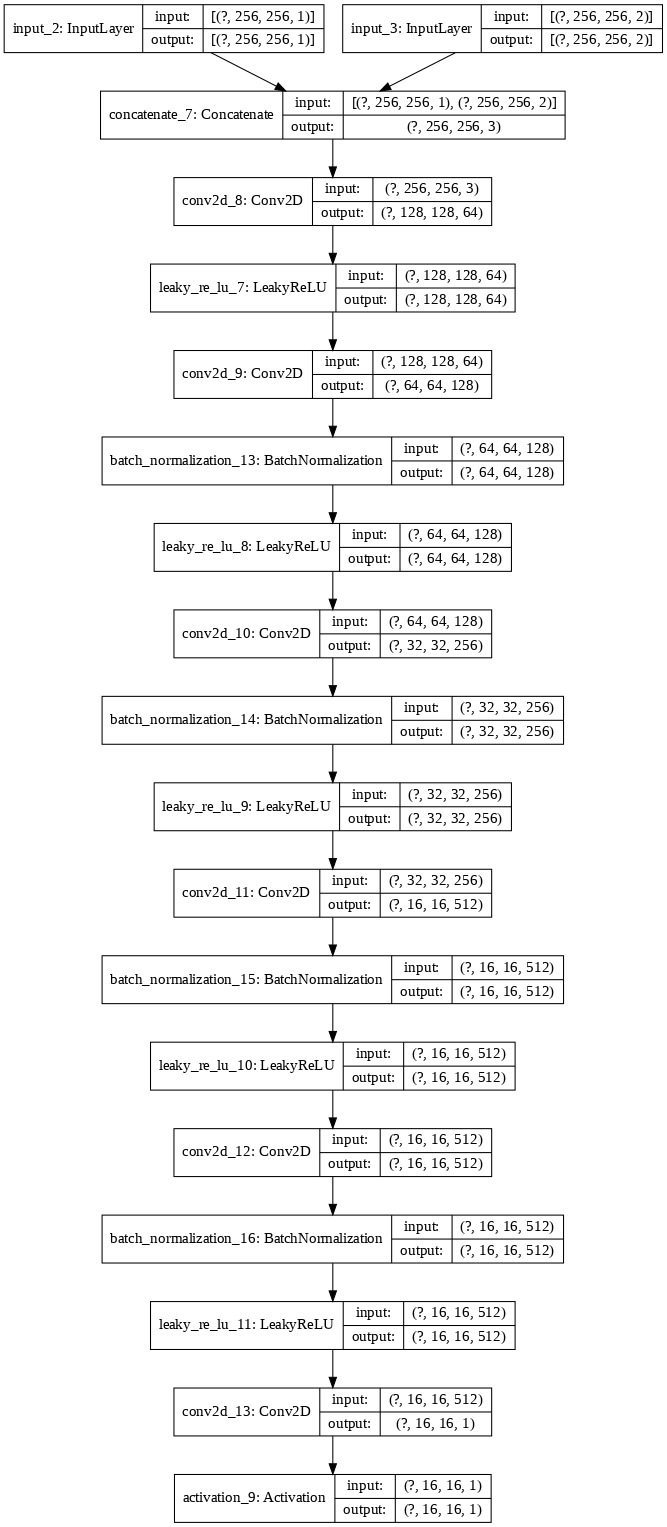 input_2: InputLayer
input: [(?, 256, 256, 1)]
output: [(?, 256, 256, 1)]
input_3: InputLayer
input: [(?, 256, 256, 2)]
output: [(?, 256, 256, 2)]
concatenate_7: Concatenate
input: [(?, 256, 256, 1), (?, 256, 256, 2)]
output: (?, 256, 256, 3)
conv2d_8: Conv2D
input: (?, 256, 256, 3)
output: (?, 128, 128, 64)
leaky_re_lu_7: LeakyReLU
input: (?, 128, 128, 64)
output: (?, 128, 128, 64)
conv2d_9: Conv2D
input: (?, 128, 128, 64)
output: (?, 64, 64, 128)
batch_normalization_13: BatchNormalization
input: (?, 64, 64, 128)
output: (?, 64, 64, 128)
leaky_re_lu_8: LeakyReLU
input: (?, 64, 64, 128)
output: (?, 64, 64, 128)
conv2d_10: Conv2D
input: (?, 64, 64, 128)
output: (?, 32, 32, 256)
batch_normalization_14: BatchNormalization
input: (?, 32, 32, 256)
output: (?, 32, 32, 256)
leaky_re_lu_9: LeakyReLU
input: (?, 32, 32, 256)
output: (?, 32, 32, 256)
conv2d_11: Conv2D
input: (?, 32, 32, 256)
output: (?, 16, 16, 512)
batch_normalization_15: BatchNormalization
input: (?, 16, 16, 512)
output: (?, 16, 16, 512)
leaky_re_lu_10: LeakyReLU
input: (?, 16, 16, 512)
output: (?, 16, 16, 512)
conv2d_12: Conv2D
input: (?, 16, 16, 512)
output: (?, 16, 16, 512)
batch_normalization_16: BatchNormalization
input: (?, 16, 16, 512)
output: (?, 16, 16, 512)
leaky_re_lu_11: LeakyReLU
input: (?, 16, 16, 512)
output: (?, 16, 16, 512)
conv2d_13: Conv2D
input: (?, 16, 16, 512)
output: (?, 16, 16, 1)
activation_9: Activation
input: (?, 16, 16, 1)
output: (?, 16, 16, 1)